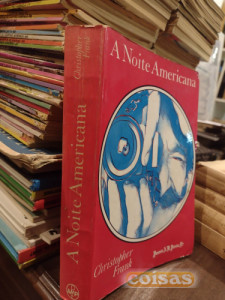 A Noite Americana
Christopher
Frank
A Noite Americana
Christopher
Frank
coisas